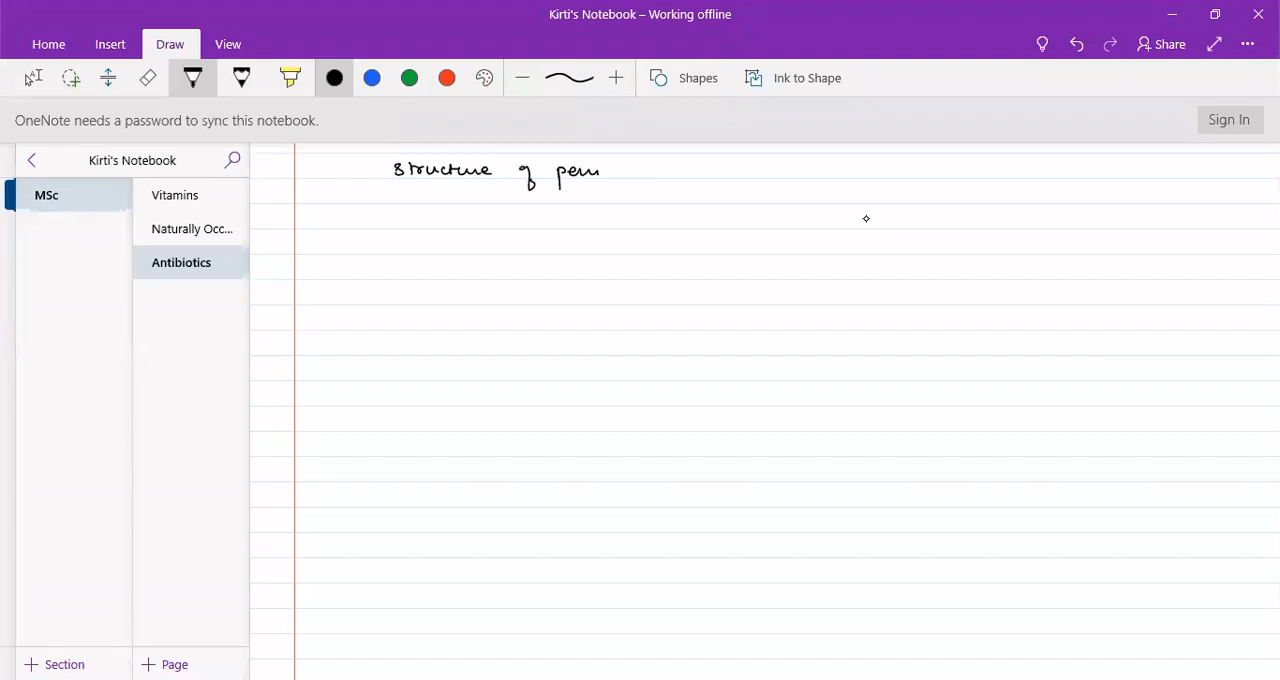 Kirti's Notebook – Working offline
Home Insert Draw View Share
Shapes Ink to Shape
OneNote needs a password to sync this notebook. Sign In
Kirti's Notebook
MSc
Vitamins
Naturally Occ...
Antibiotics
Structure of pen
+ Section + Page